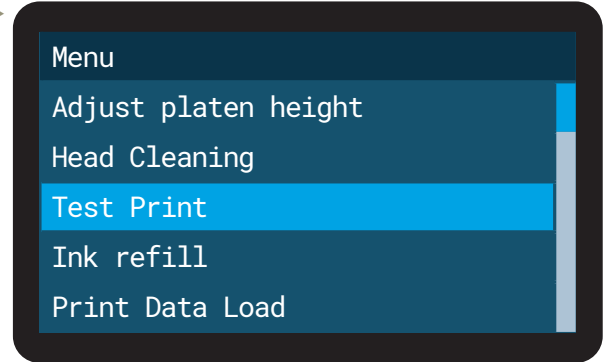 Menu
Adjust platen height
Head Cleaning
Test Print
Ink refill
Print Data Load